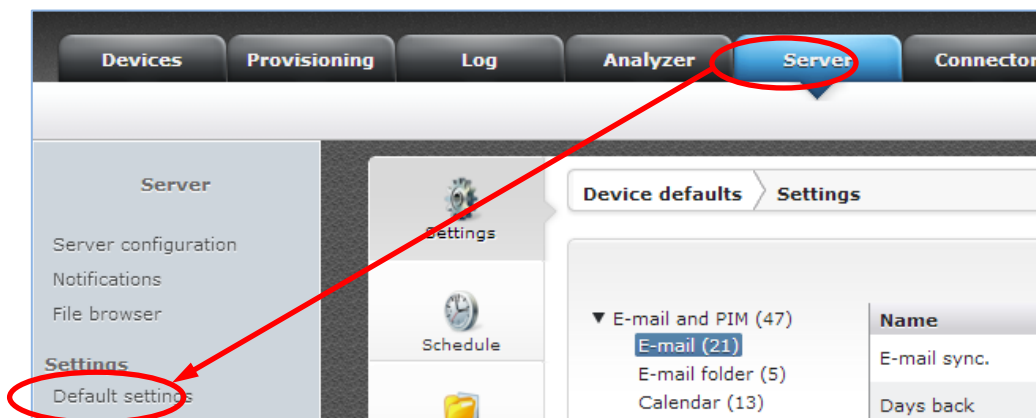 Devices Provisioning Log Analyzer Server Connector
Server
Server configuration
Notifications
File browser
Settings
Default settings
Settings
Schedule
Device defaults Settings
▼ E-mail and PIM (47)
E-mail (21)
E-mail folder (5)
Calendar (13)
Name
E-mail sync.
Days back